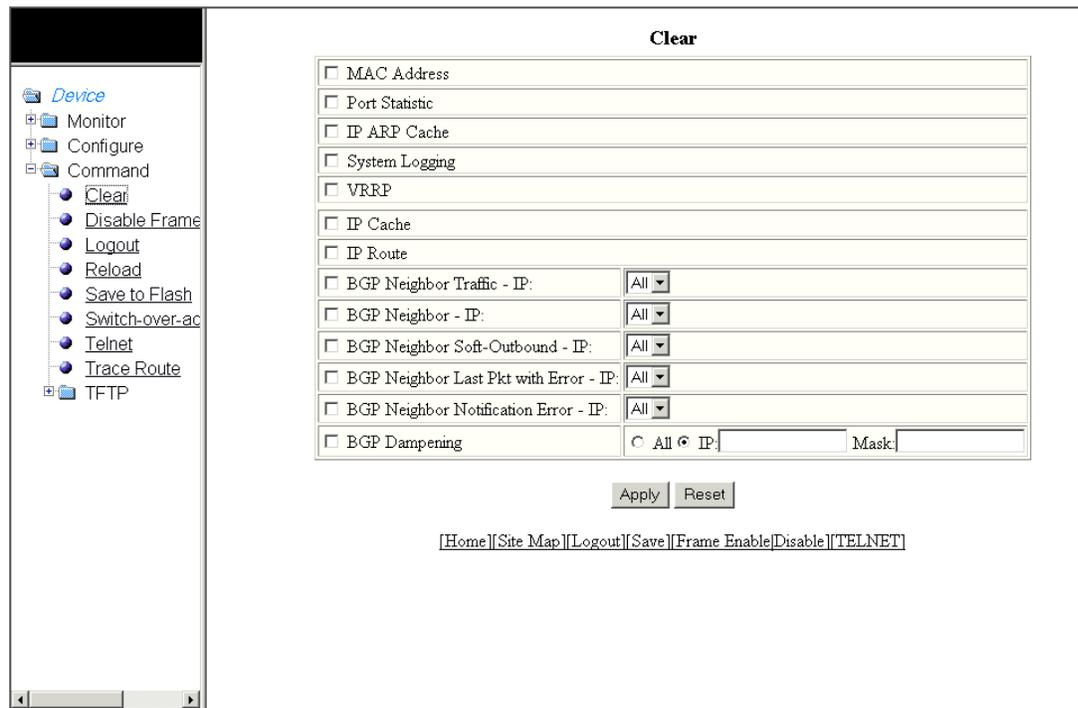 Device
Monitor
Configure
Command
Clear
Disable Frame
Logout
Reload
Save to Flash
Switch-over-ac
Telnet
Trace Route
TFTP
Clear
MAC Address
Port Statistic
IP ARP Cache
System Logging
VRRP
IP Cache
IP Route
BGP Neighbor Traffic - IP: All
BGP Neighbor - IP: All
BGP Neighbor Soft-Outbound - IP: All
BGP Neighbor Last Pkt with Error - IP: All
BGP Neighbor Notification Error - IP: All
BGP Dampening All IP: Mask:
Apply Reset
[Home][Site Map][Logout][Save][Frame Enable|Disable][TELNET]